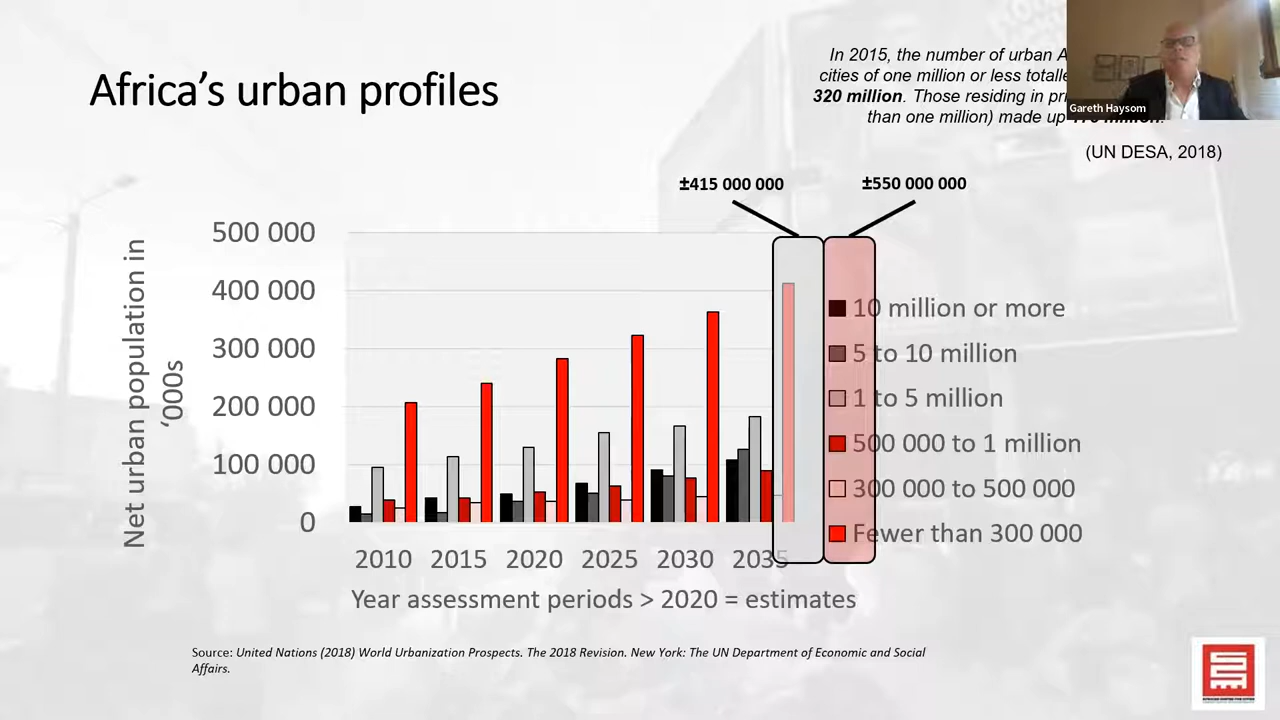 Africa's urban profiles
In 2015, the number of urban
cities of one million or less totalle
320 million. Those residing in
than one million) made up
Gareth Haysom
(UN DESA, 2018)
±415 000 000
±550 000 000
Net urban population in
'000s
500 000
400 000
300 000
200 000
100 000
0
10 million or more
5 to 10 million
1 to 5 million
500 000 to 1 million
300 000 to 500 000
Fewer than 300 000
2010 2015 2020 2025 2030 2035
Year assessment periods > 2020 = estimates
Source: United Nations (2018) World Urbanization Prospects. The 2018 Revision. New York: The UN Department of Economic and Social
Affairs.